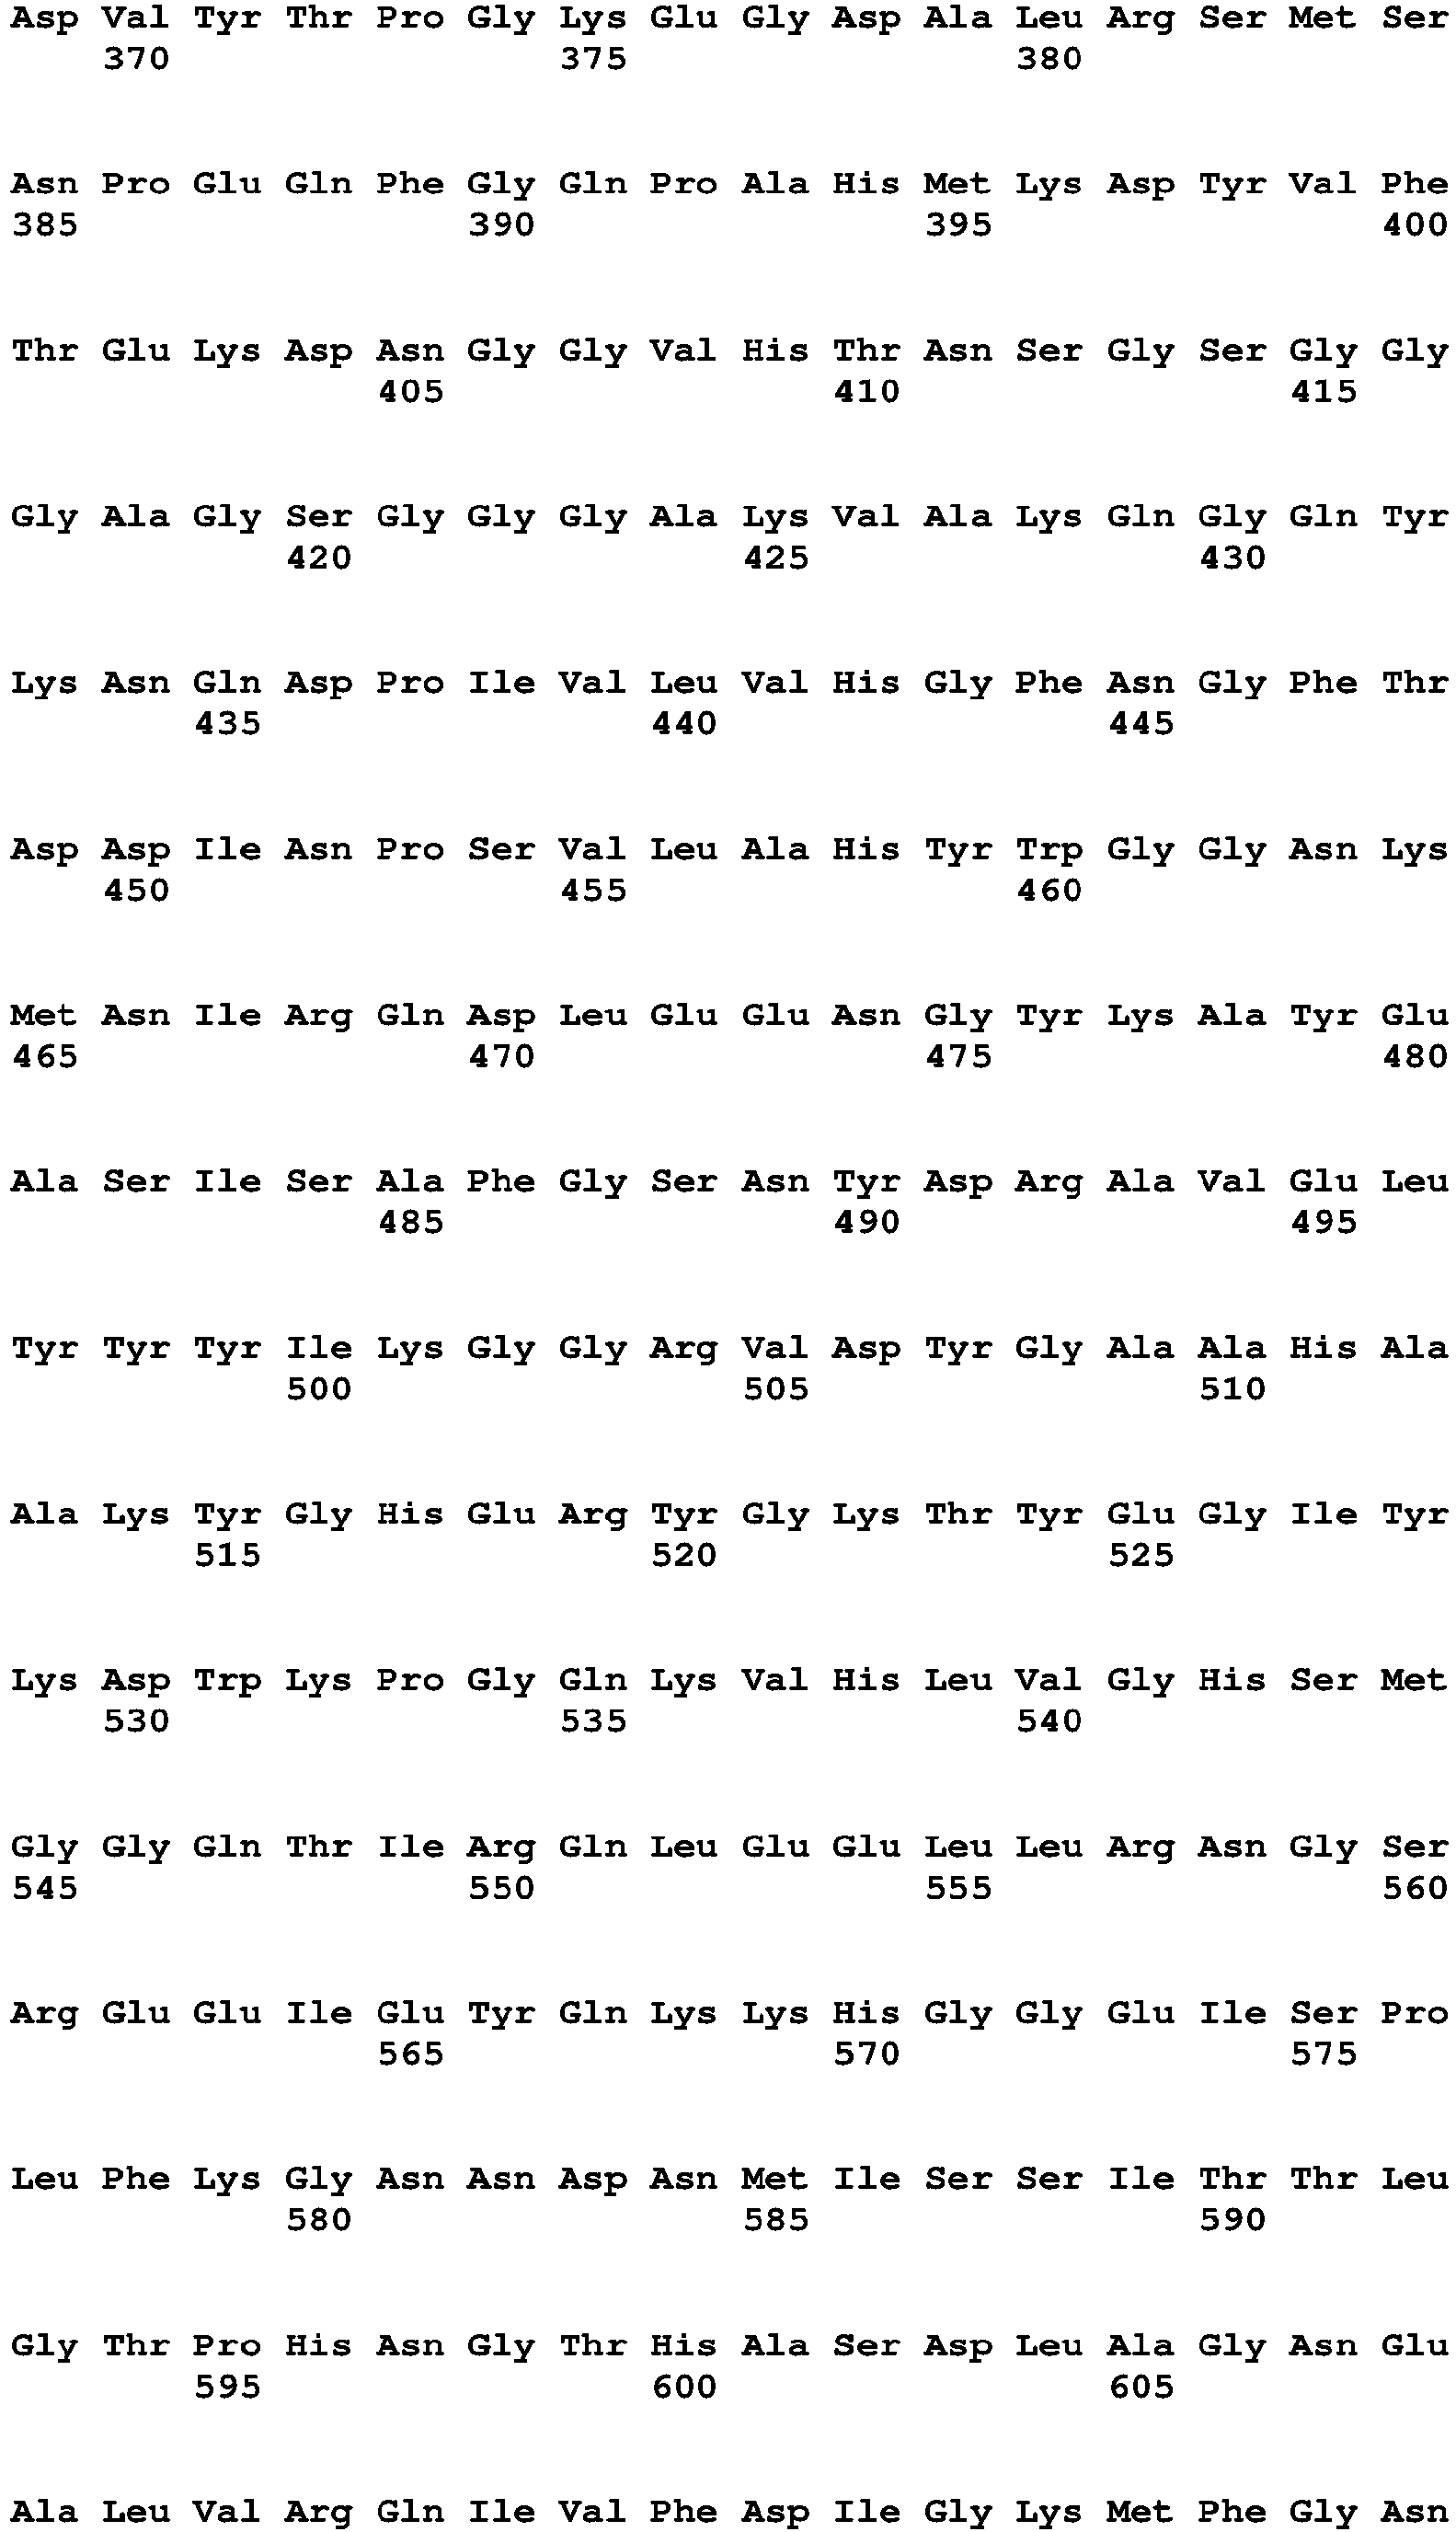 Asp Val Tyr Thr Pro Gly Lys Glu Gly Asp Ala Leu Arg Ser Met Ser
370 375 380
Asn Pro Glu Gln Phe Gly Gln Pro Ala His Met Lys Asp Tyr Val Phe
385 390 395 400
Thr Glu Lys Asp Asn Gly Gly Val His Thr Asn Ser Gly Ser Gly Gly
405 410 415
Gly Ala Gly Ser Gly Gly Gly Ala Lys Val Ala Lys Gln Gly Gln Tyr
420 425 430
Lys Asn Gln Asp Pro Ile Val Leu Val His Gly Phe Asn Gly Phe Thr
435 440 445
Asp Asp Ile Asn Pro Ser Val Leu Ala His Tyr Trp Gly Gly Asn Lys
450 455 460
Met Asn Ile Arg Gln Asp Leu Glu Glu Asn Gly Tyr Lys Ala Tyr Glu
465 470 475 480
Ala Ser Ile Ser Ala Phe Gly Ser Asn Tyr Asp Arg Ala Val Glu Leu
485 490 495
Tyr Tyr Tyr Ile Lys Gly Gly Arg Val Asp Tyr Gly Ala Ala His Ala
500 505 510
Ala Lys Tyr Gly His Glu Arg Tyr Gly Lys Thr Tyr Glu Gly Ile Tyr
515 520 525
Lys Asp Trp Lys Pro Gly Gln Lys Val His Leu Val Gly His Ser Met
530 535 540
Gly Gly Gln Thr Ile Arg Gln Leu Glu Glu Leu Leu Arg Asn Gly Ser
545 550 555 560
Arg Glu Glu Ile Glu Tyr Gln Lys Lys His Gly Gly Glu Ile Ser Pro
565 570 575
Leu Phe Lys Gly Asn Asn Asp Asn Met Ile Ser Ser Ile Thr Thr Leu
580 585 590
Gly Thr Pro His Asn Gly Thr His Ala Ser Asp Leu Ala Gly Asn Glu
595 600 605
Ala Leu Val Arg Gln Ile Val Phe Asp Ile Gly Lys Met Phe Gly Asn